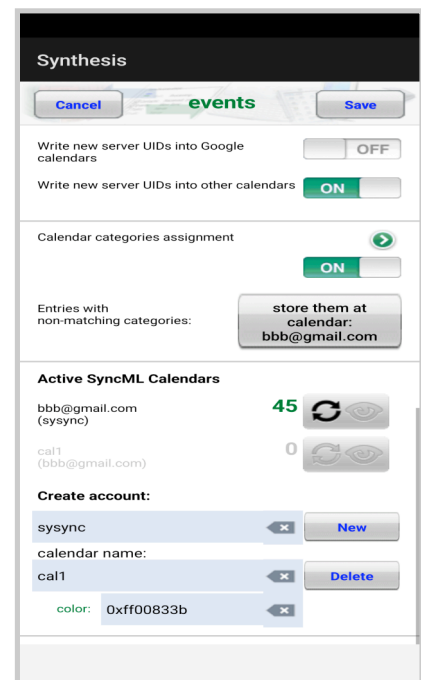 Synthesis
Cancel events Save
Write new server UIDs into Google
calendars
OFF
Write new server UIDs into other calendars
ON
Calendar categories assignment
ON
Entries with
non-matching categories:
store them at
calendar:
bbb@gmail.com
Active SyncML Calendars
bbb@gmail.com
(sysync)
45
cal1
(bbb@gmail.com)
0
Create account:
sysync
New
calendar name:
cal1
Delete
color: 0xff00833b